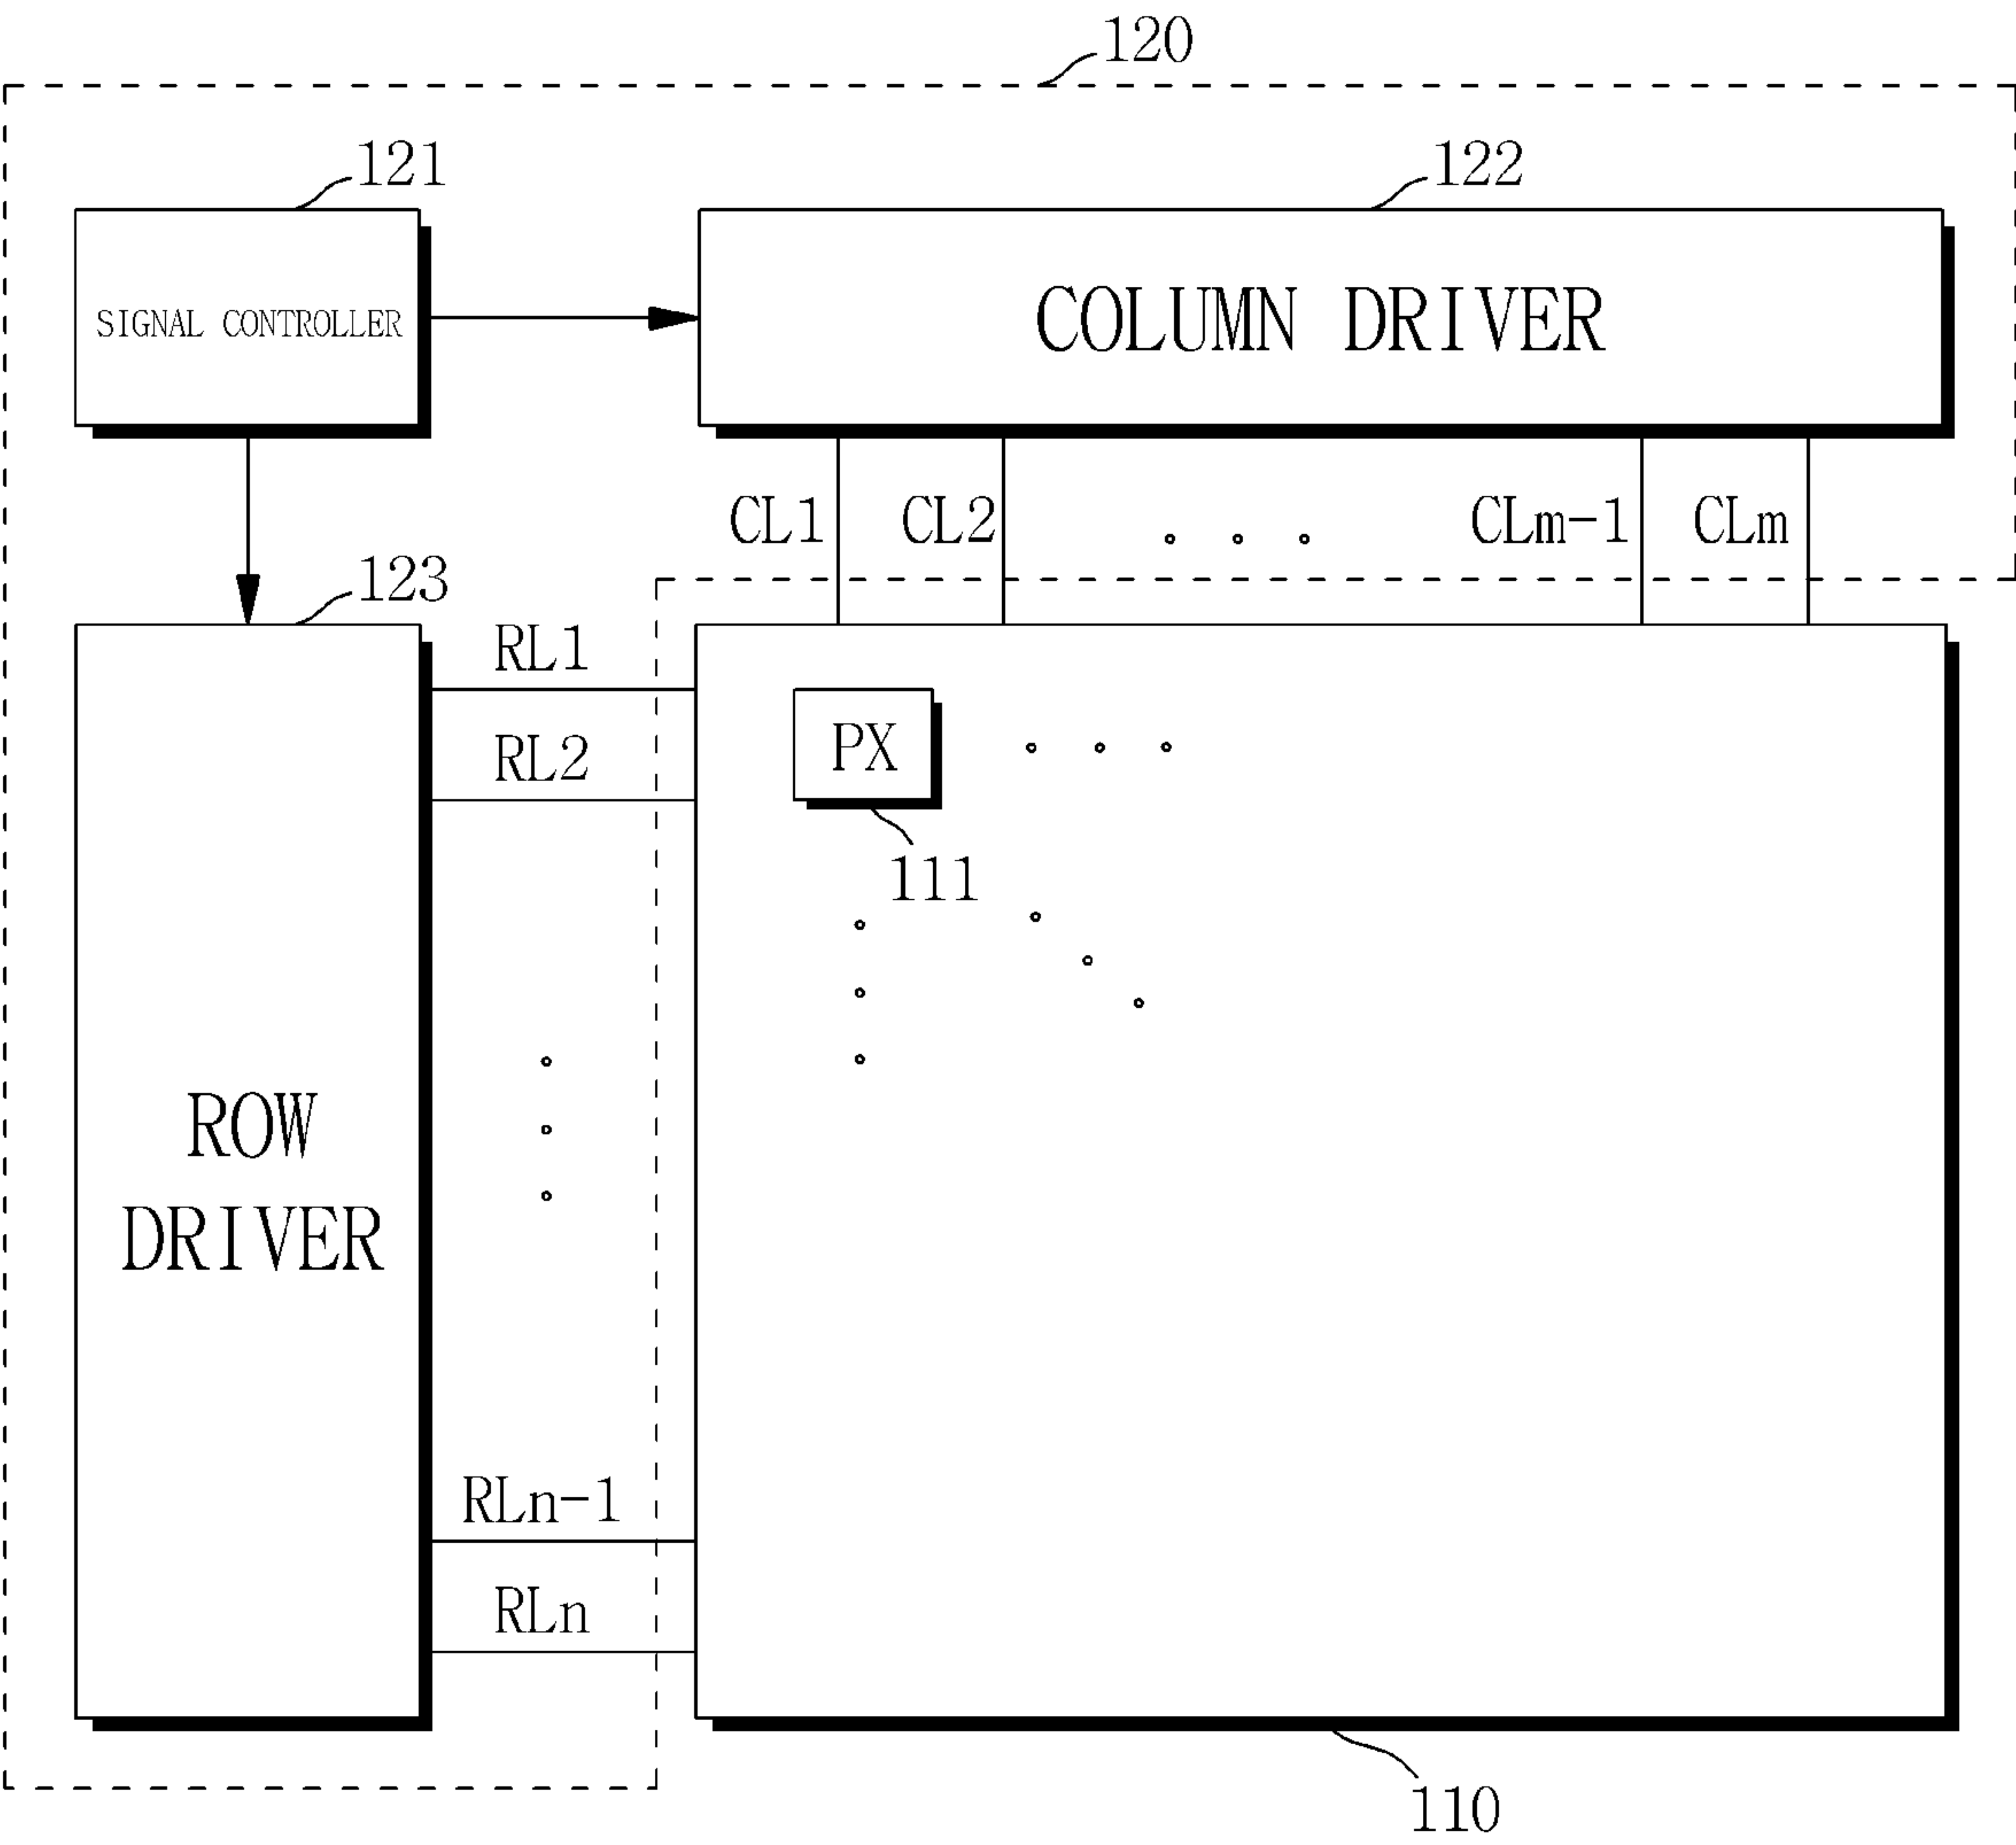 120
121
122
SIGNAL CONTROLLER
COLUMN DRIVER
CL1
CL2
CLm-1
CLm
123
RL1
RL2
PX
111
ROW
DRIVER
RLn-1
RLn
110